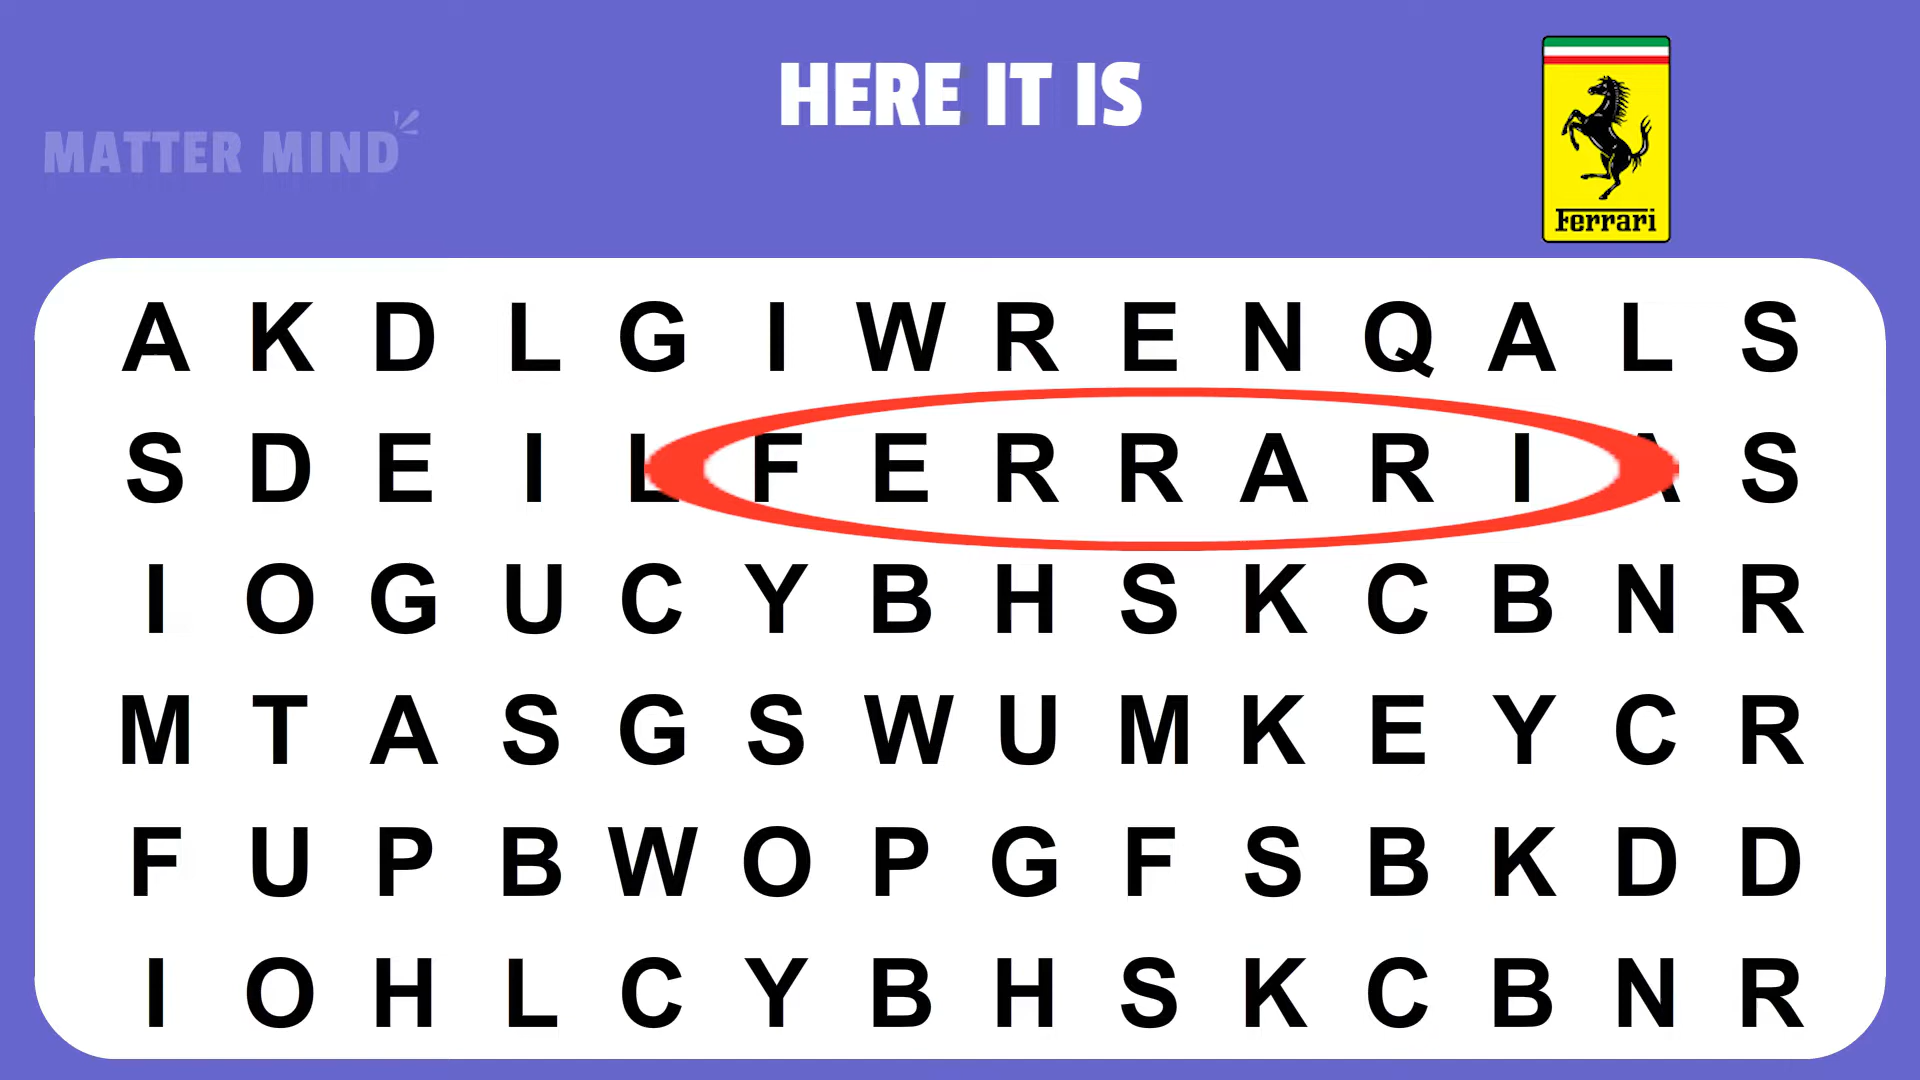 HERE IT IS
MATTER MIND
Ferrari
A K D L G I W R E N Q A L S
S D E I L F E R R A R I A S
I O G U C Y B H S K C B N R
M T A S G S W U M K E Y C R
F U P B W O P G F S B K D D
I O H L C Y B H S K C B N R